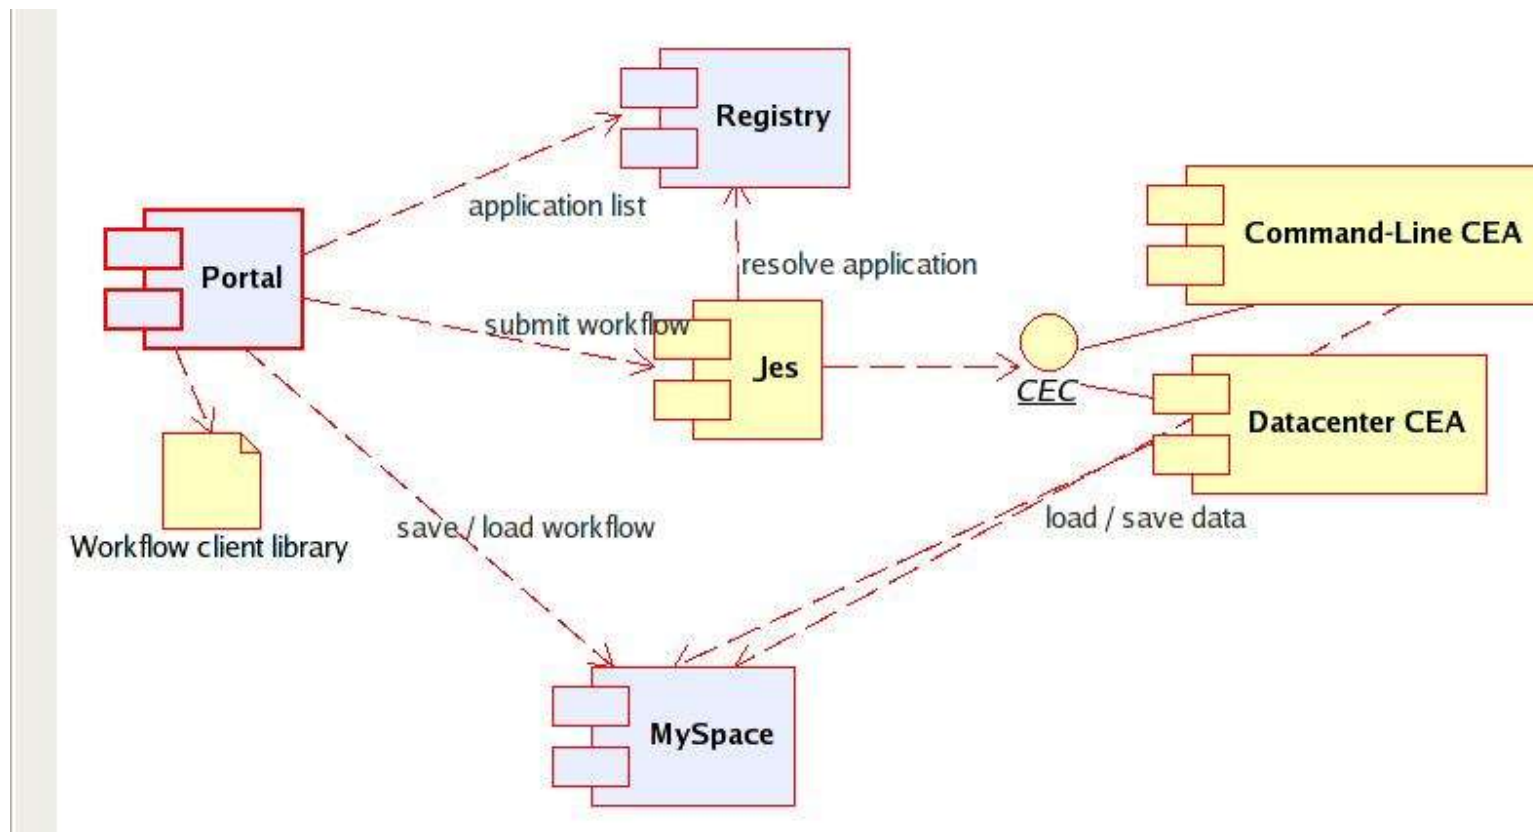 Registry
application list
Command-Line CEA
Portal
resolve application
submit workflow
Jes
CEC
Datacenter CEA
save / load workflow
load / save data
Workflow client library
MySpace